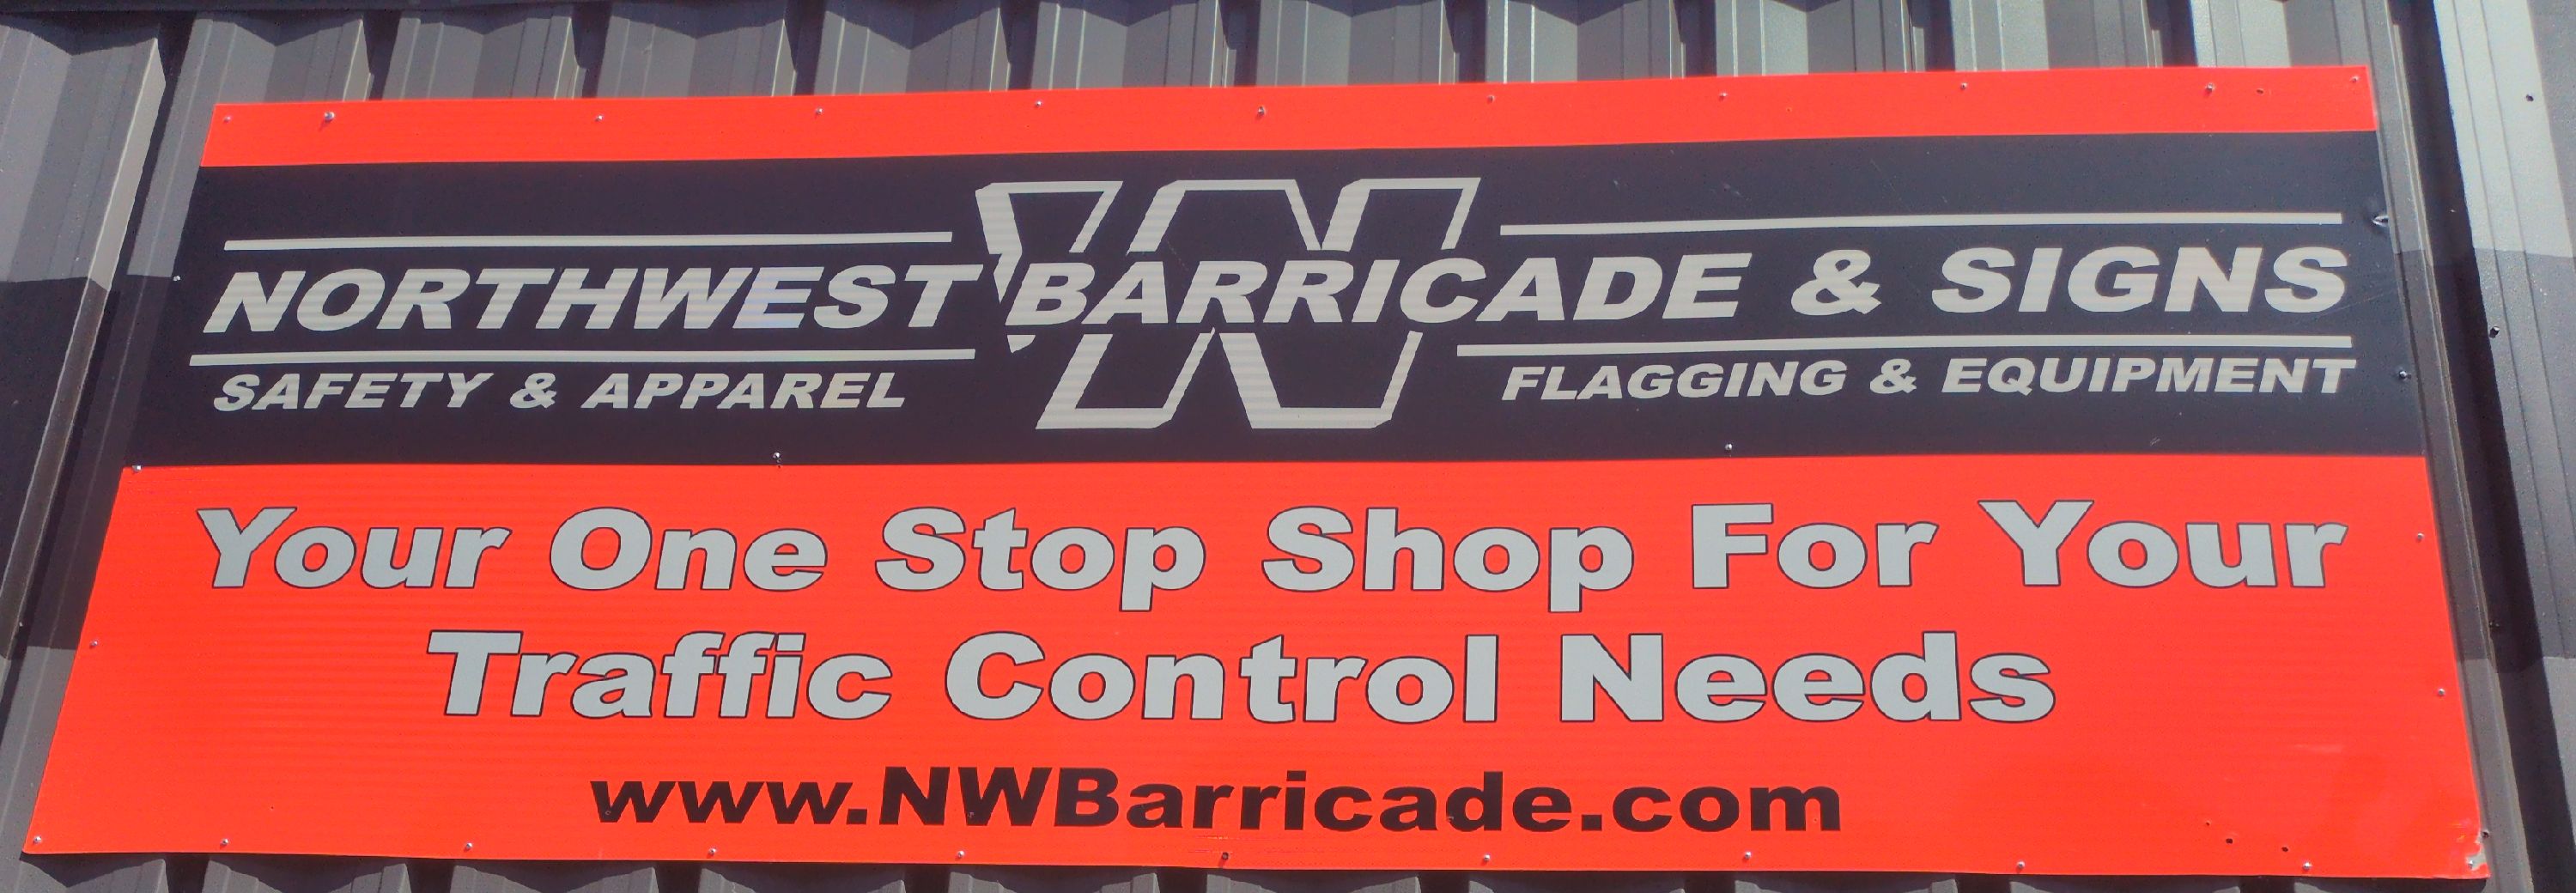 W
NORTHWEST BARRICADE & SIGNS
SAFETY & APPAREL FLAGGING & EQUIPMENT
Your One Stop Shop For Your
Traffic Control Needs
www.NWBarricade.com